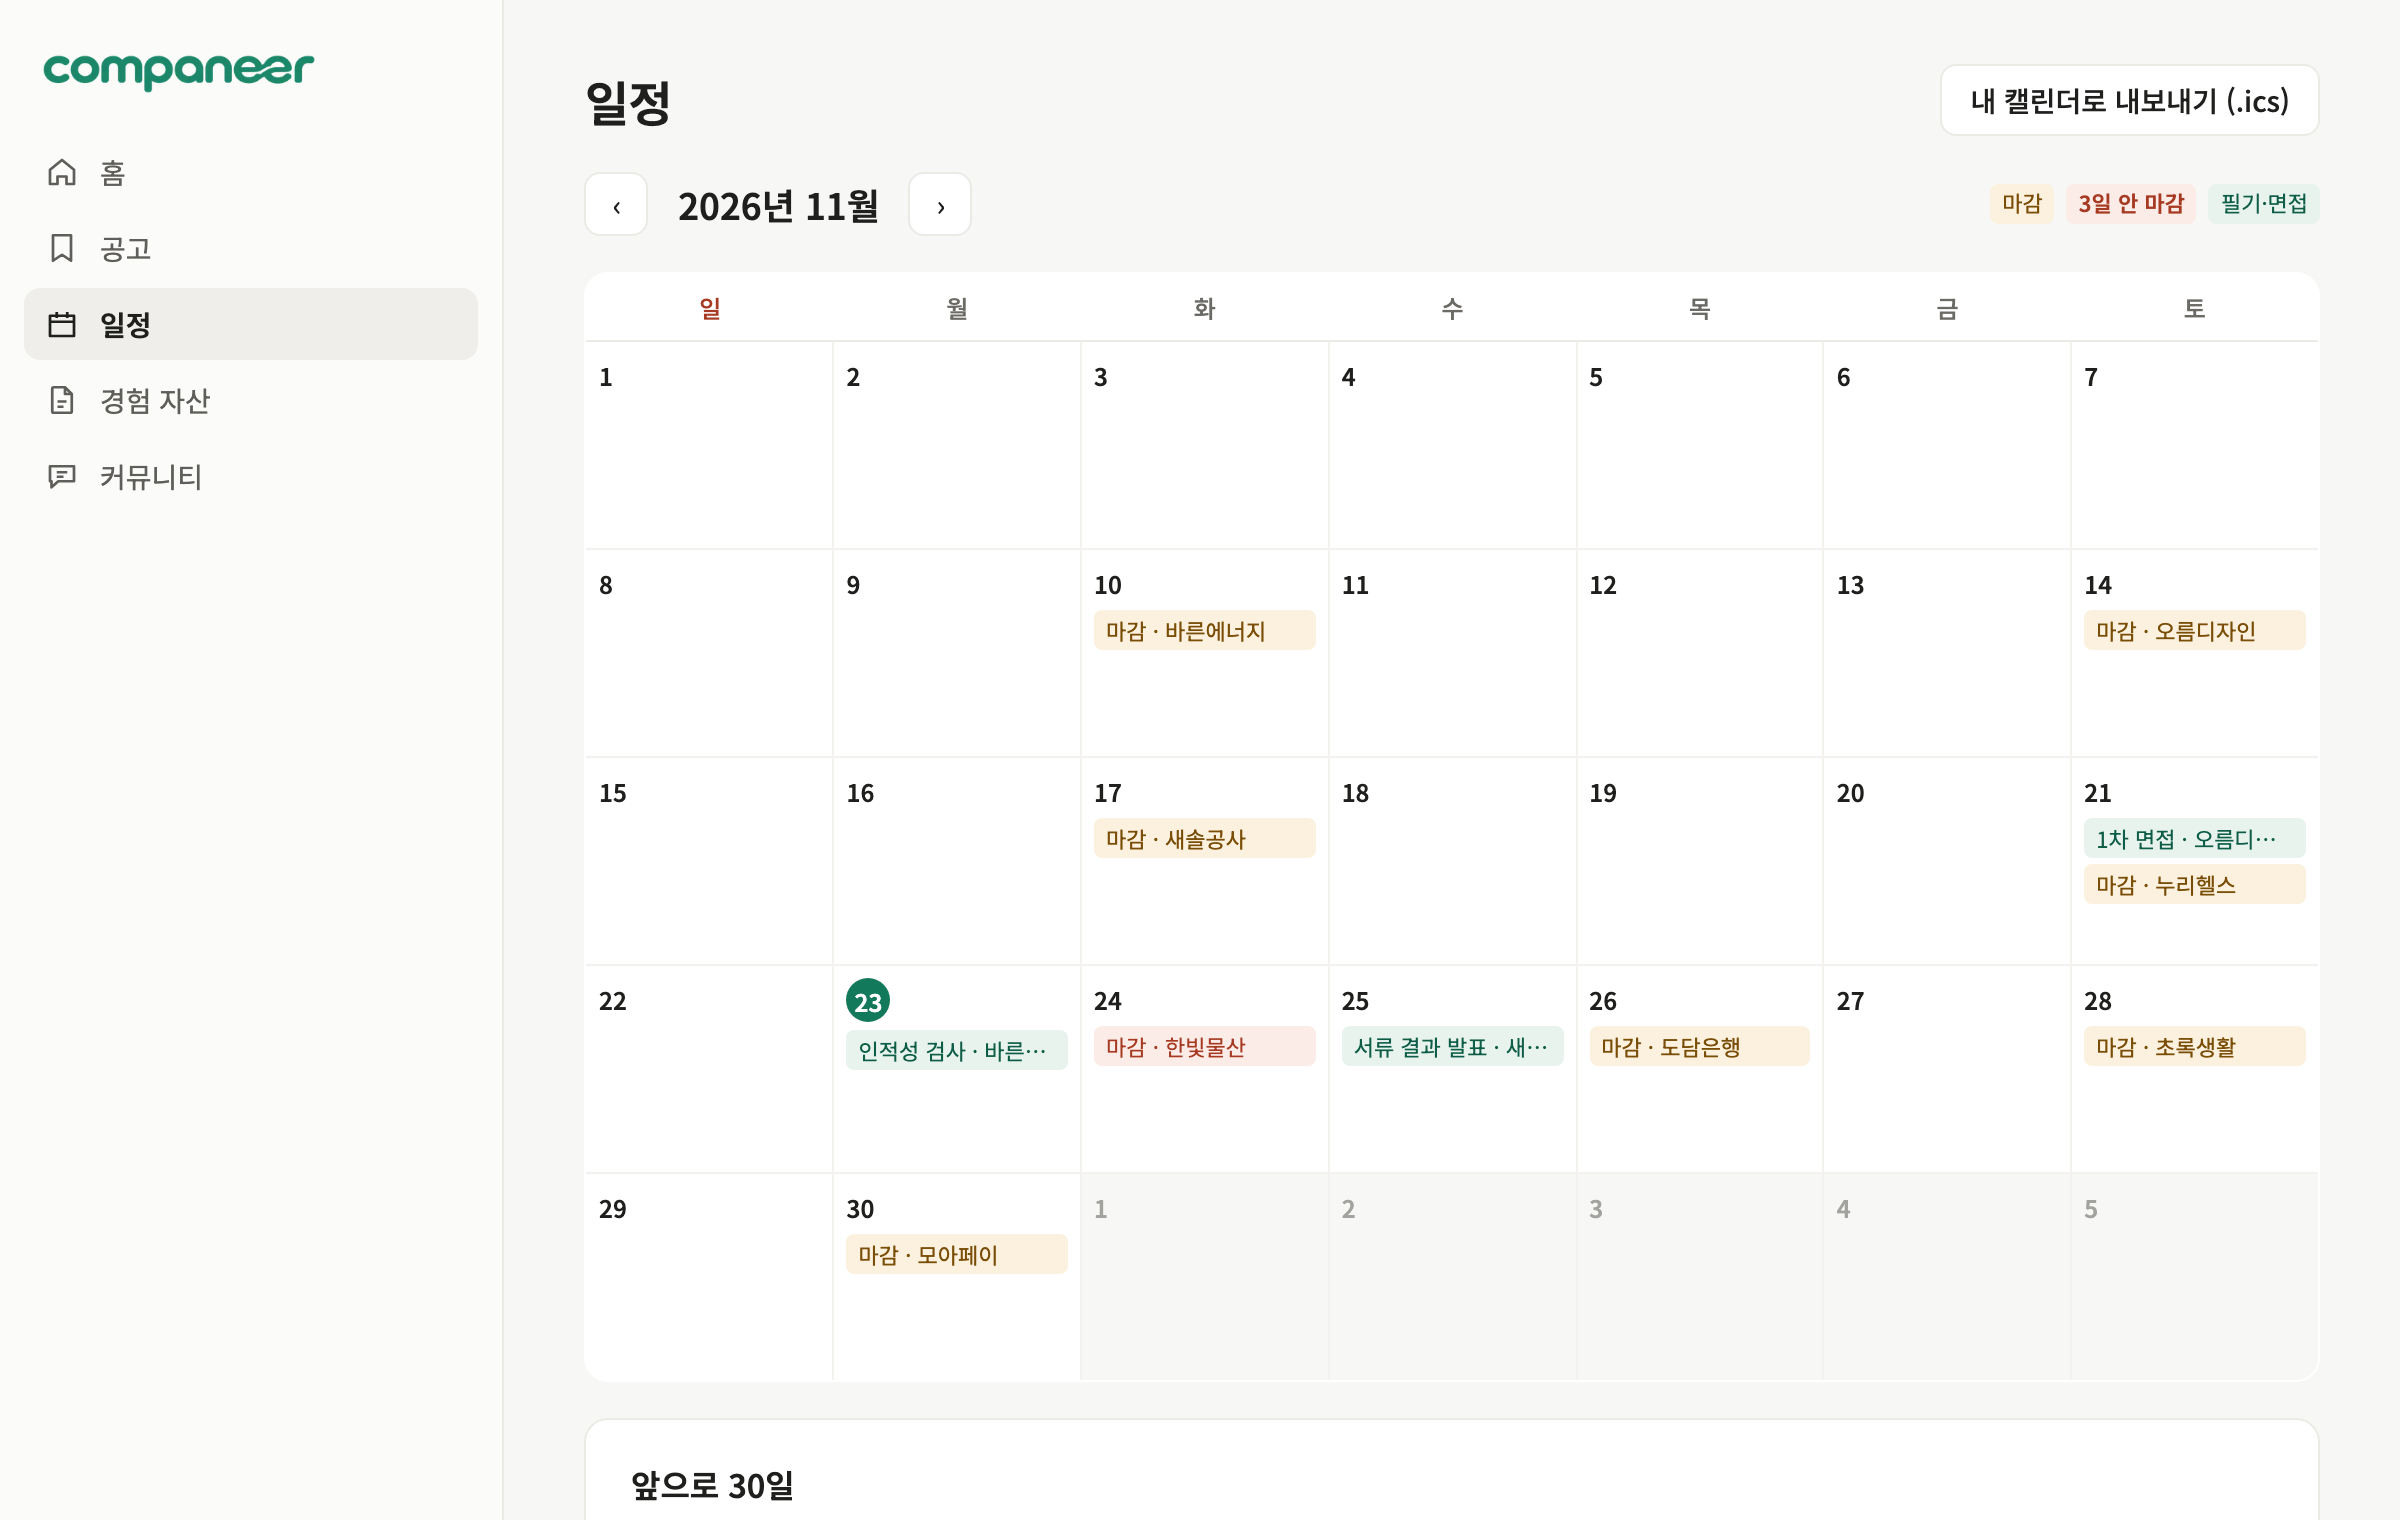 companeer
홈
공고
일정
경험 자산
커뮤니티
일정
내 캘린더로 내보내기 (.ics)
‹ 2026년 11월 ›
마감 3일 안 마감 필기·면접
일 월 화 수 목 금 토
1 2 3 4 5 6 7
8 9 10 11 12 13 14
마감 · 바른에너지 마감 · 오름디자인
15 16 17 18 19 20 21
마감 · 새솔공사 1차 면접 · 오름디…
마감 · 누리헬스
22 23 24 25 26 27 28
인적성 검사 · 바른… 마감 · 한빛물산 서류 결과 발표 · 새… 마감 · 도담은행 마감 · 초록생활
29 30 1 2 3 4 5
마감 · 모아페이
앞으로 30일